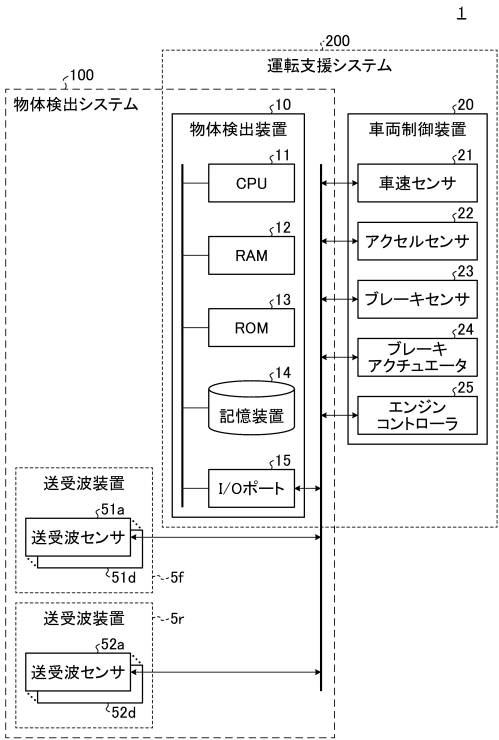 1
200
運転支援システム
100
物体検出システム
10
物体検出装置
11
CPU
12
RAM
13
ROM
14
記憶装置
15
I/Oポート
20
車両制御装置
21
車速センサ
22
アクセルセンサ
23
ブレーキセンサ
24
ブレーキ
アクチュエータ
25
エンジン
コントローラ
送受波装置
51a
送受波センサ
51d
5f
送受波装置
5r
52a
送受波センサ
52d